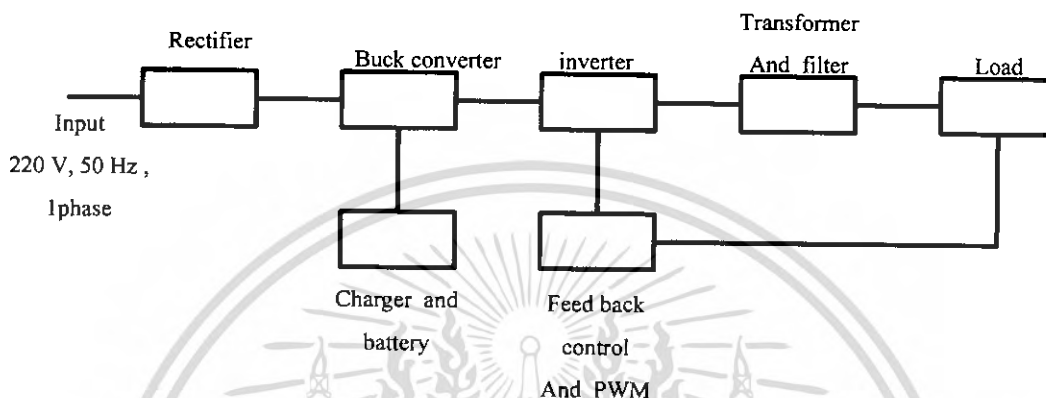 Transformer
Rectifier
Buck converter
inverter
And filter
Load
Input
220 V, 50 Hz ,
1phase
Charger and
battery
Feed back
control
And PWM